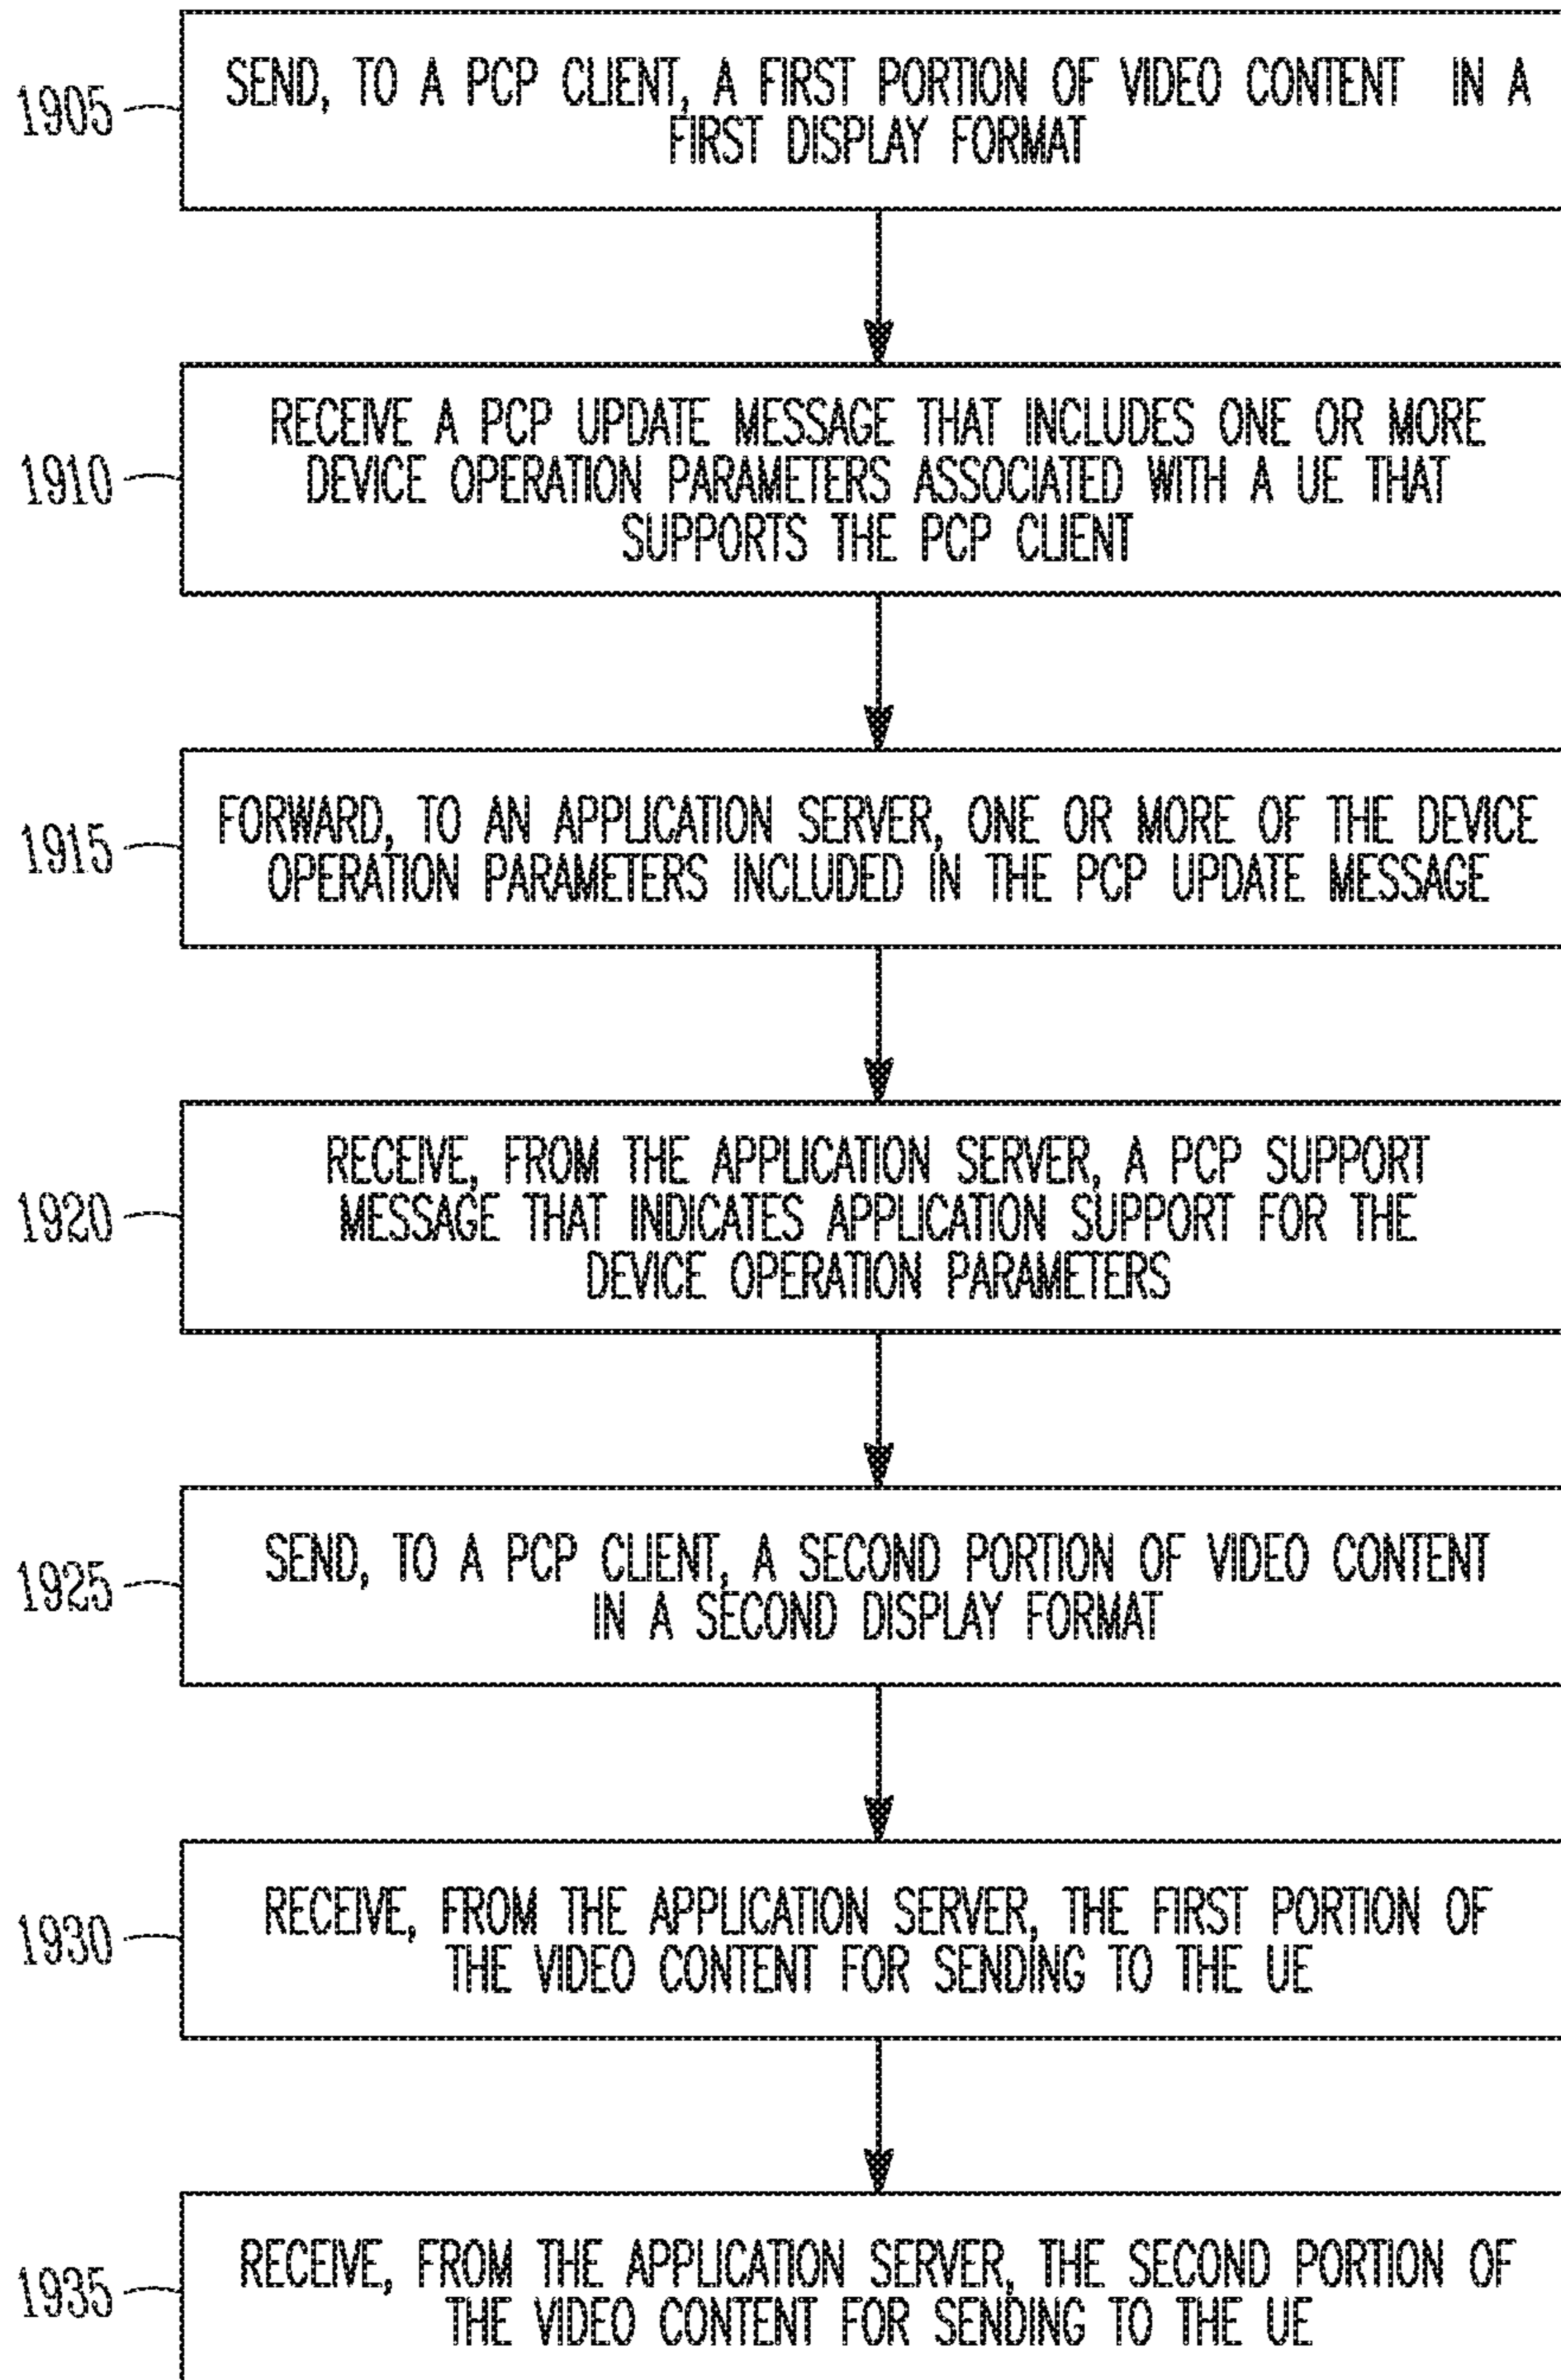 1905
SEND, TO A PCP CLIENT, A FIRST PORTION OF VIDEO CONTENT IN A
FIRST DISPLAY FORMAT
1910
RECEIVE A PCP UPDATE MESSAGE THAT INCLUDES ONE OR MORE
DEVICE OPERATION PARAMETERS ASSOCIATED WITH A UE THAT
SUPPORTS THE PCP CLIENT
1915
FORWARD, TO AN APPLICATION SERVER, ONE OR MORE OF THE DEVICE
OPERATION PARAMETERS INCLUDED IN THE PCP UPDATE MESSAGE
1920
RECEIVE, FROM THE APPLICATION SERVER, A PCP SUPPORT
MESSAGE THAT INDICATES APPLICATION SUPPORT FOR THE
DEVICE OPERATION PARAMETERS
1925
SEND, TO A PCP CLIENT, A SECOND PORTION OF VIDEO CONTENT
IN A SECOND DISPLAY FORMAT
1930
RECEIVE, FROM THE APPLICATION SERVER, THE FIRST PORTION OF
THE VIDEO CONTENT FOR SENDING TO THE UE
1935
RECEIVE, FROM THE APPLICATION SERVER, THE SECOND PORTION OF
THE VIDEO CONTENT FOR SENDING TO THE UE